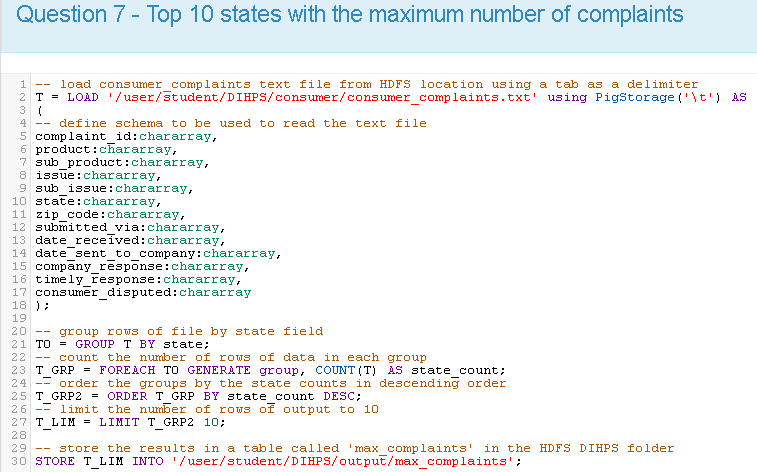 Question 7 - Top 10 states with the maximum number of complaints
1 -- load consumer_complaints text file from HDFS location using a tab as a delimiter
2 T = LOAD '/user/student/DIHPS/consumer/consumer_complaints.txt' using PigStorage('\t') AS
3 (
4 -- define schema to be used to read the text file
5 complaint_id:chararray,
6 product:chararray,
7 sub_product:chararray,
8 issue:chararray,
9 sub_issue:chararray,
10 state:chararray,
11 zip_code:chararray,
12 submitted_via:chararray,
13 date_received:chararray,
14 date_sent_to_company:chararray,
15 company_response:chararray,
16 timely_response:chararray,
17 consumer_disputed:chararray
18 );
19
20 -- group rows of file by state field
21 TO = GROUP T BY state;
22 -- count the number of rows of data in each group
23 T_GRP = FOREACH TO GENERATE group, COUNT(T) AS state_count;
24 -- order the groups by the state counts in descending order
25 T_GRP2 = ORDER T_GRP BY state_count DESC;
26 -- limit the number of rows of output to 10
27 T_LIM = LIMIT T_GRP2 10;
28
29 -- store the results in a table called 'max_complaints' in the HDFS DIHPS folder
30 STORE T_LIM INTO '/user/student/DIHPS/output/max_complaints';